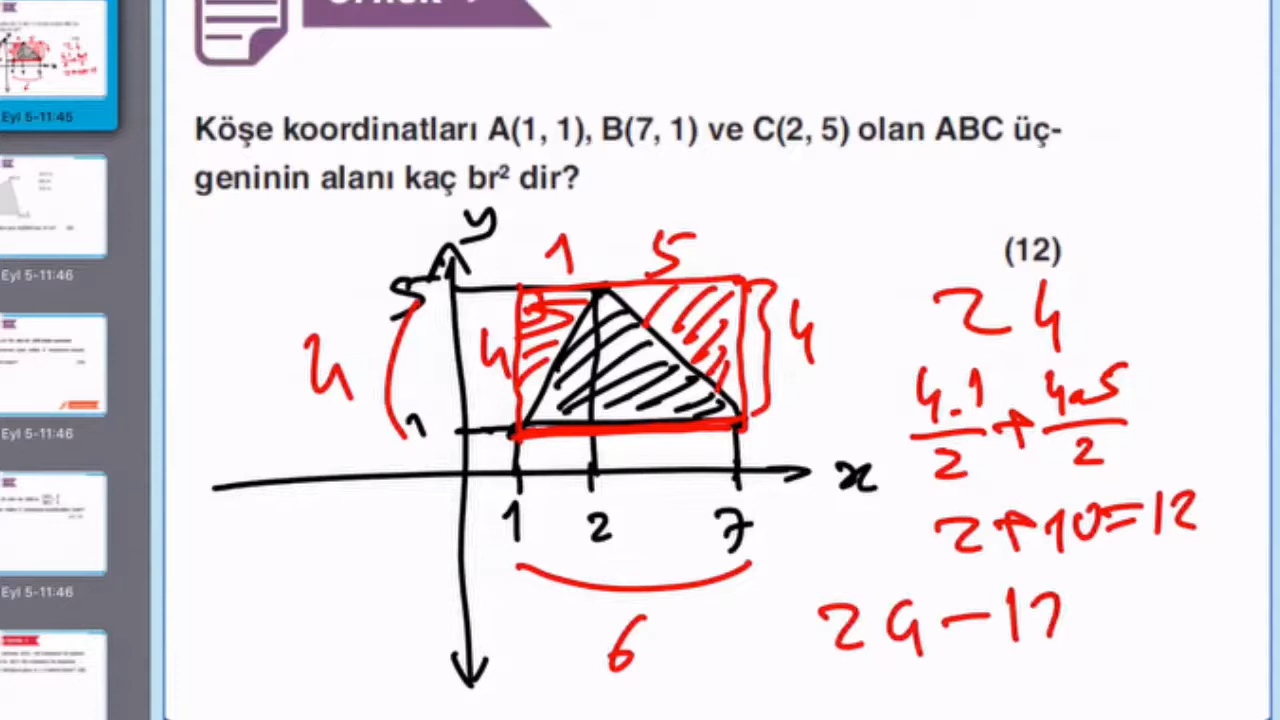 Eyl 5-11:45
Eyl 5-11:46
Eyl 5-11:46
Eyl 5-11:46
Köşe koordinatları A(1, 1), B(7, 1) ve C(2, 5) olan ABC üç-
geninin alanı kaç br² dir?
(12)
y
1 5
5
4 4 4
1
x
1 2 7
6
24
4.1/2 + 4.5/2
2+10=12
24-12